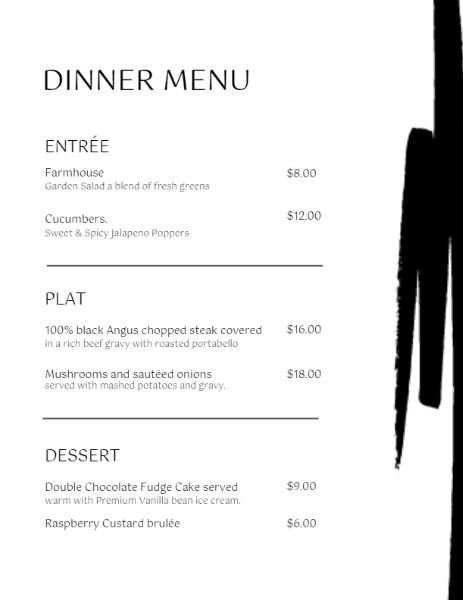 DINNER MENU
ENTRÉE
Farmhouse $8.00
Garden Salad a blend of fresh greens
Cucumbers. $12.00
Sweet & Spicy Jalapeno Poppers
PLAT
100% black Angus chopped steak covered $16.00
in a rich beef gravy with roasted portabello
Mushrooms and sautéed onions $18.00
served with mashed potatoes and gravy.
DESSERT
Double Chocolate Fudge Cake served $9.00
warm with Premium Vanilla bean ice cream.
Raspberry Custard brulée $6.00